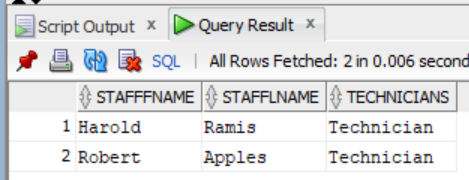 Script Output x Query Result x
SQL | All Rows Fetched: 2 in 0.006 second
STAFFFNAME STAFFLNAME TECHNICIANS
1 Harold Ramis Technician
2 Robert Apples Technician